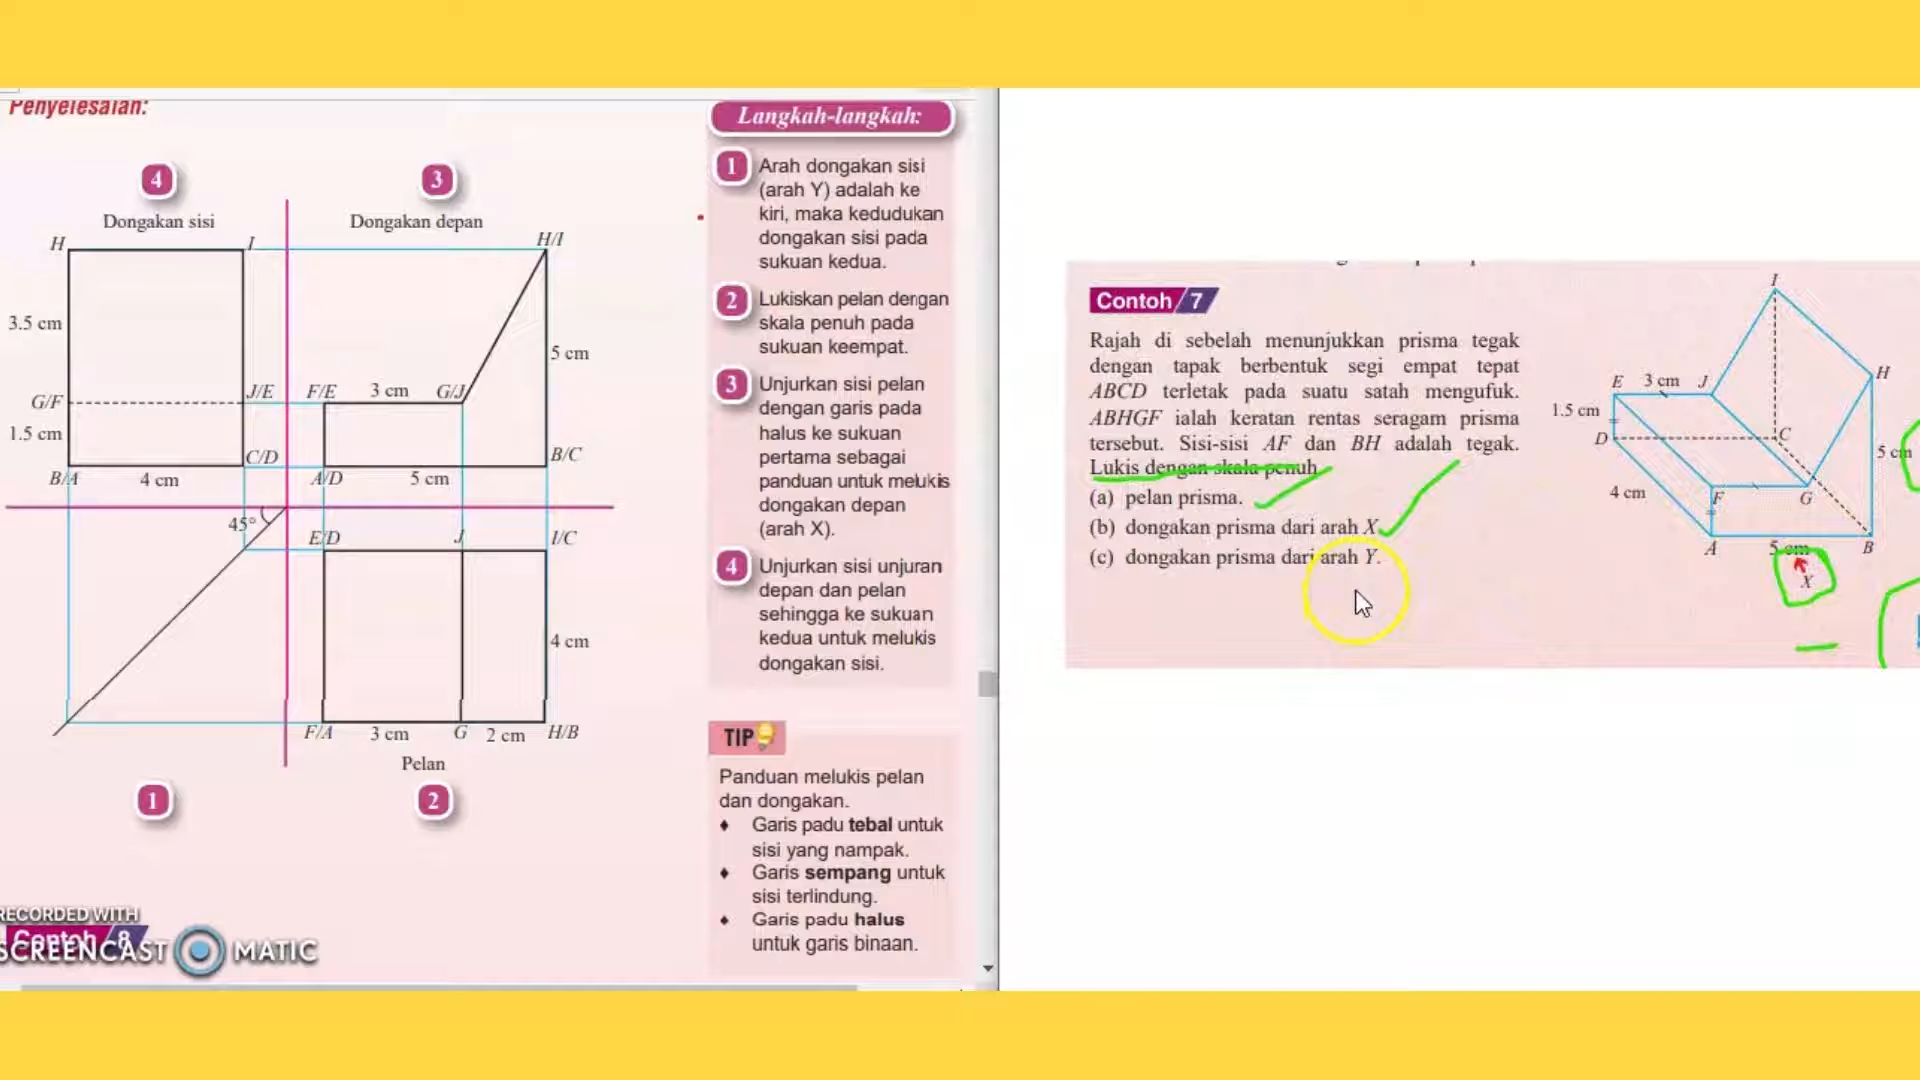 Penyelesaian:
4
3
Dongakan sisi
Dongakan depan
H
I
H/I
3.5 cm
5 cm
G/F
J/E
F/E
3 cm
G/J
1.5 cm
C/D
B/C
B/A
4 cm
A/D
5 cm
45°
E/D
J
I/C
4 cm
F/A
3 cm
G
2 cm
H/B
Pelan
1
2
Langkah-langkah:
1 Arah dongakan sisi
(arah Y) adalah ke
kiri, maka kedudukan
dongakan sisi pada
sukuan kedua.
2 Lukiskan pelan dengan
skala penuh pada
sukuan keempat.
3 Unjurkan sisi pelan
dengan garis pada
halus ke sukuan
pertama sebagai
panduan untuk melukis
dongakan depan
(arah X).
4 Unjurkan sisi unjuran
depan dan pelan
sehingga ke sukuan
kedua untuk melukis
dongakan sisi.
TIP
Panduan melukis pelan
dan dongakan.
♦ Garis padu tebal untuk
sisi yang nampak.
♦ Garis sempang untuk
sisi terlindung.
♦ Garis padu halus
untuk garis binaan.
RECORDED WITH
Contoh 8
SCREENCAST MATIC
Contoh 7
Rajah di sebelah menunjukkan prisma tegak
dengan tapak berbentuk segi empat tepat
ABCD terletak pada suatu satah mengufuk.
ABHGF ialah keratan rentas seragam prisma
tersebut. Sisi-sisi AF dan BH adalah tegak.
Lukis dengan skala penuh
(a) pelan prisma.
(b) dongakan prisma dari arah X
(c) dongakan prisma dari arah Y.
I
H
E
3 cm
J
1.5 cm
D
C
5 cm
4 cm
F
G
A
5 cm
B
X